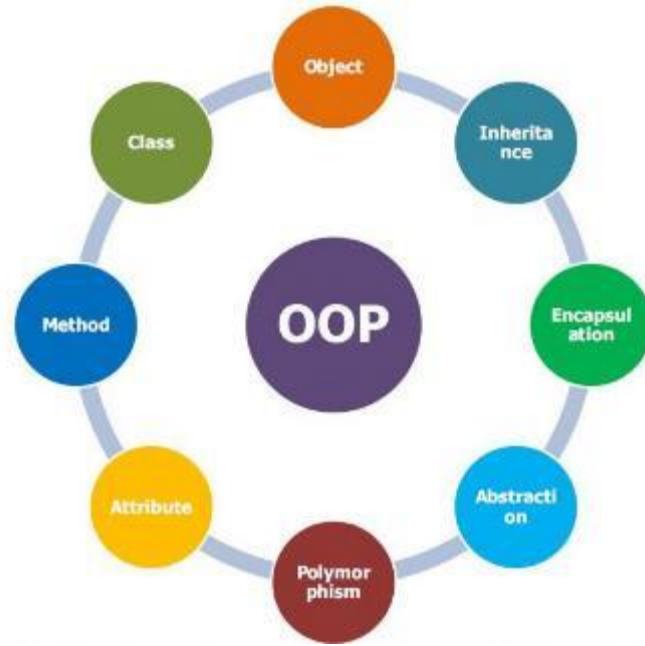 Object
Inherita
nce
Encapsul
ation
Abstracti
on
Polymor
phism
Attribute
Method
Class
OOP